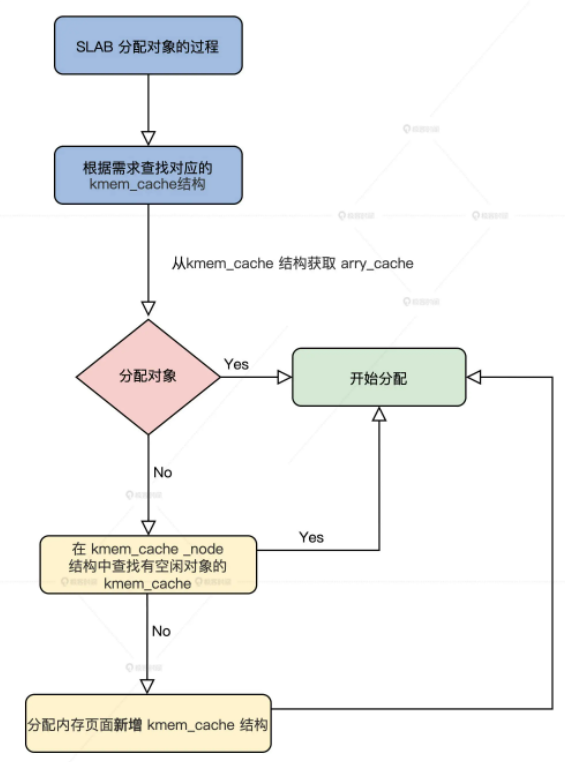 SLAB 分配对象的过程
根据需求查找对应的
kmem_cache结构
从kmem_cache 结构获取 arry_cache
分配对象
Yes
开始分配
No
在 kmem_cache _node
结构中查找有空闲对象的
kmem_cache
Yes
No
分配内存页面新增 kmem_cache 结构